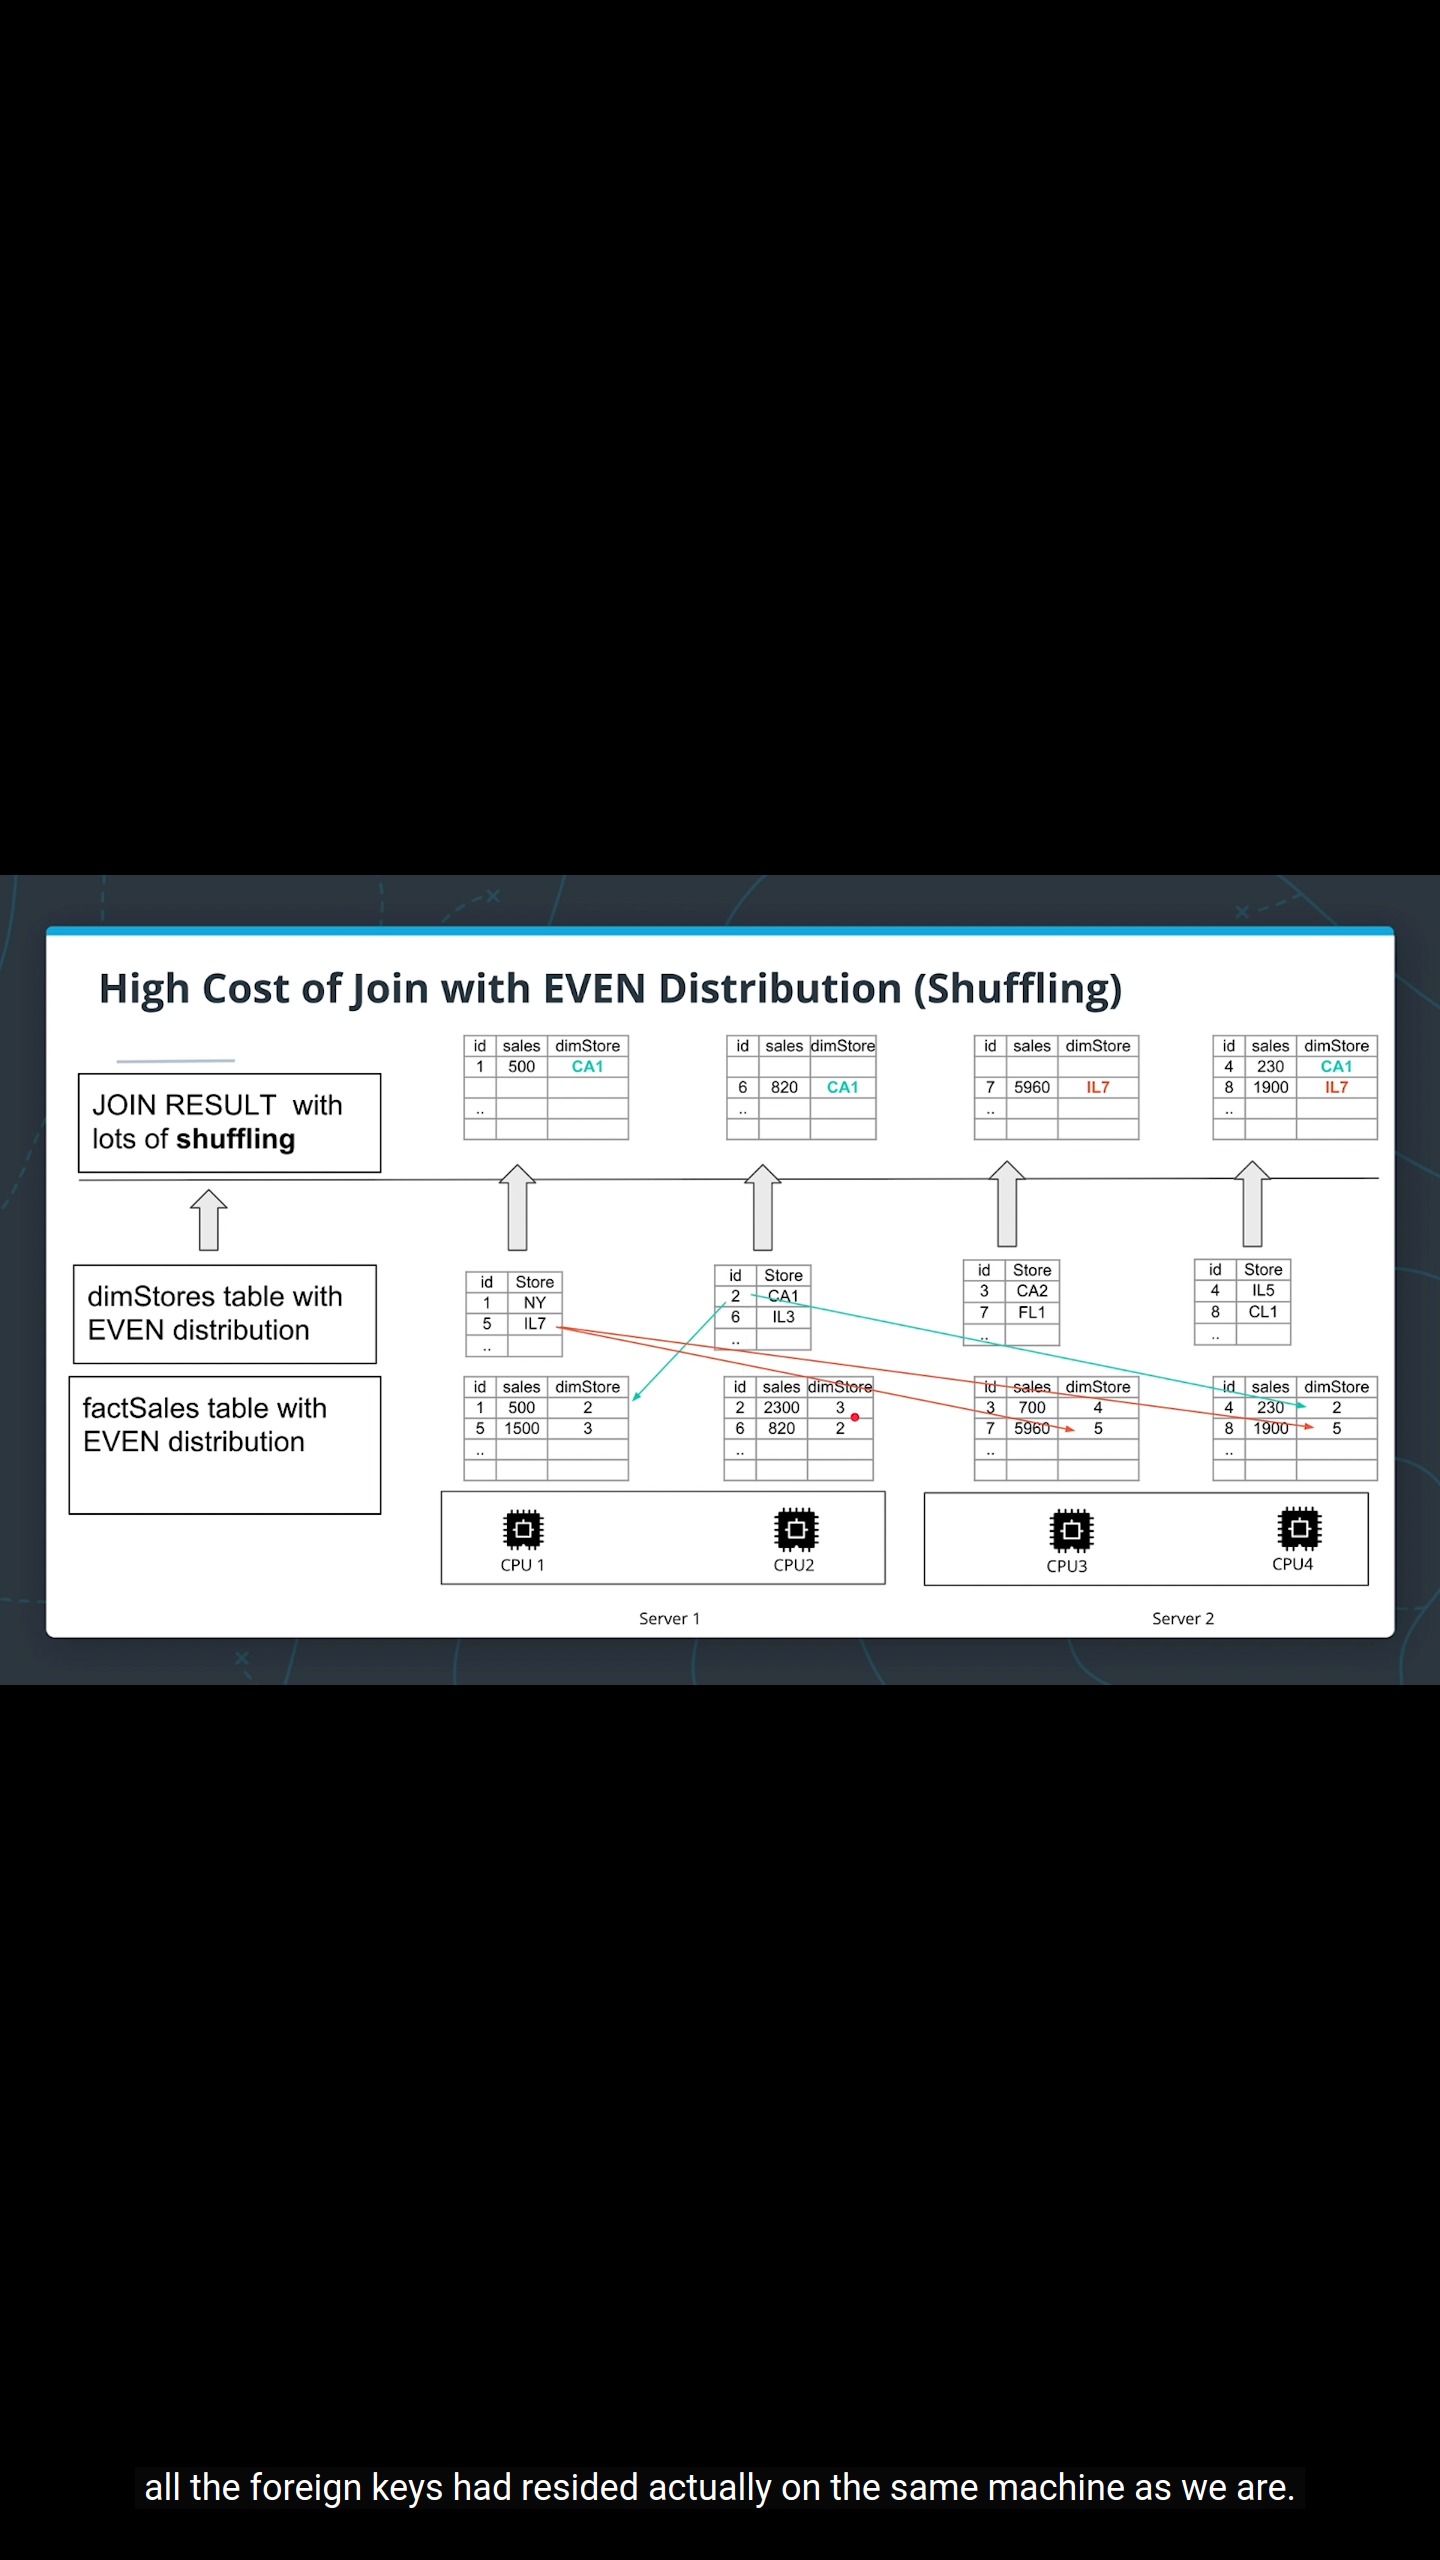 High Cost of Join with EVEN Distribution (Shuffling)
JOIN RESULT with
lots of shuffling
id sales dimStore
1 500 CA1
..
id sales dimStore
6 820 CA1
..
id sales dimStore
7 5960 IL7
..
id sales dimStore
4 230 CA1
8 1900 IL7
..
dimStores table with
EVEN distribution
id Store
1 NY
5 IL7
..
id Store
2 CA1
6 IL3
..
id Store
3 CA2
7 FL1
..
id Store
4 IL5
8 CL1
..
factSales table with
EVEN distribution
id sales dimStore
1 500 2
5 1500 3
..
id sales dimStore
2 2300 3
6 820 2
..
id sales dimStore
3 700 4
7 5960 5
..
id sales dimStore
4 230 2
8 1900 5
..
CPU 1
CPU2
CPU3
CPU4
Server 1
Server 2
all the foreign keys had resided actually on the same machine as we are.